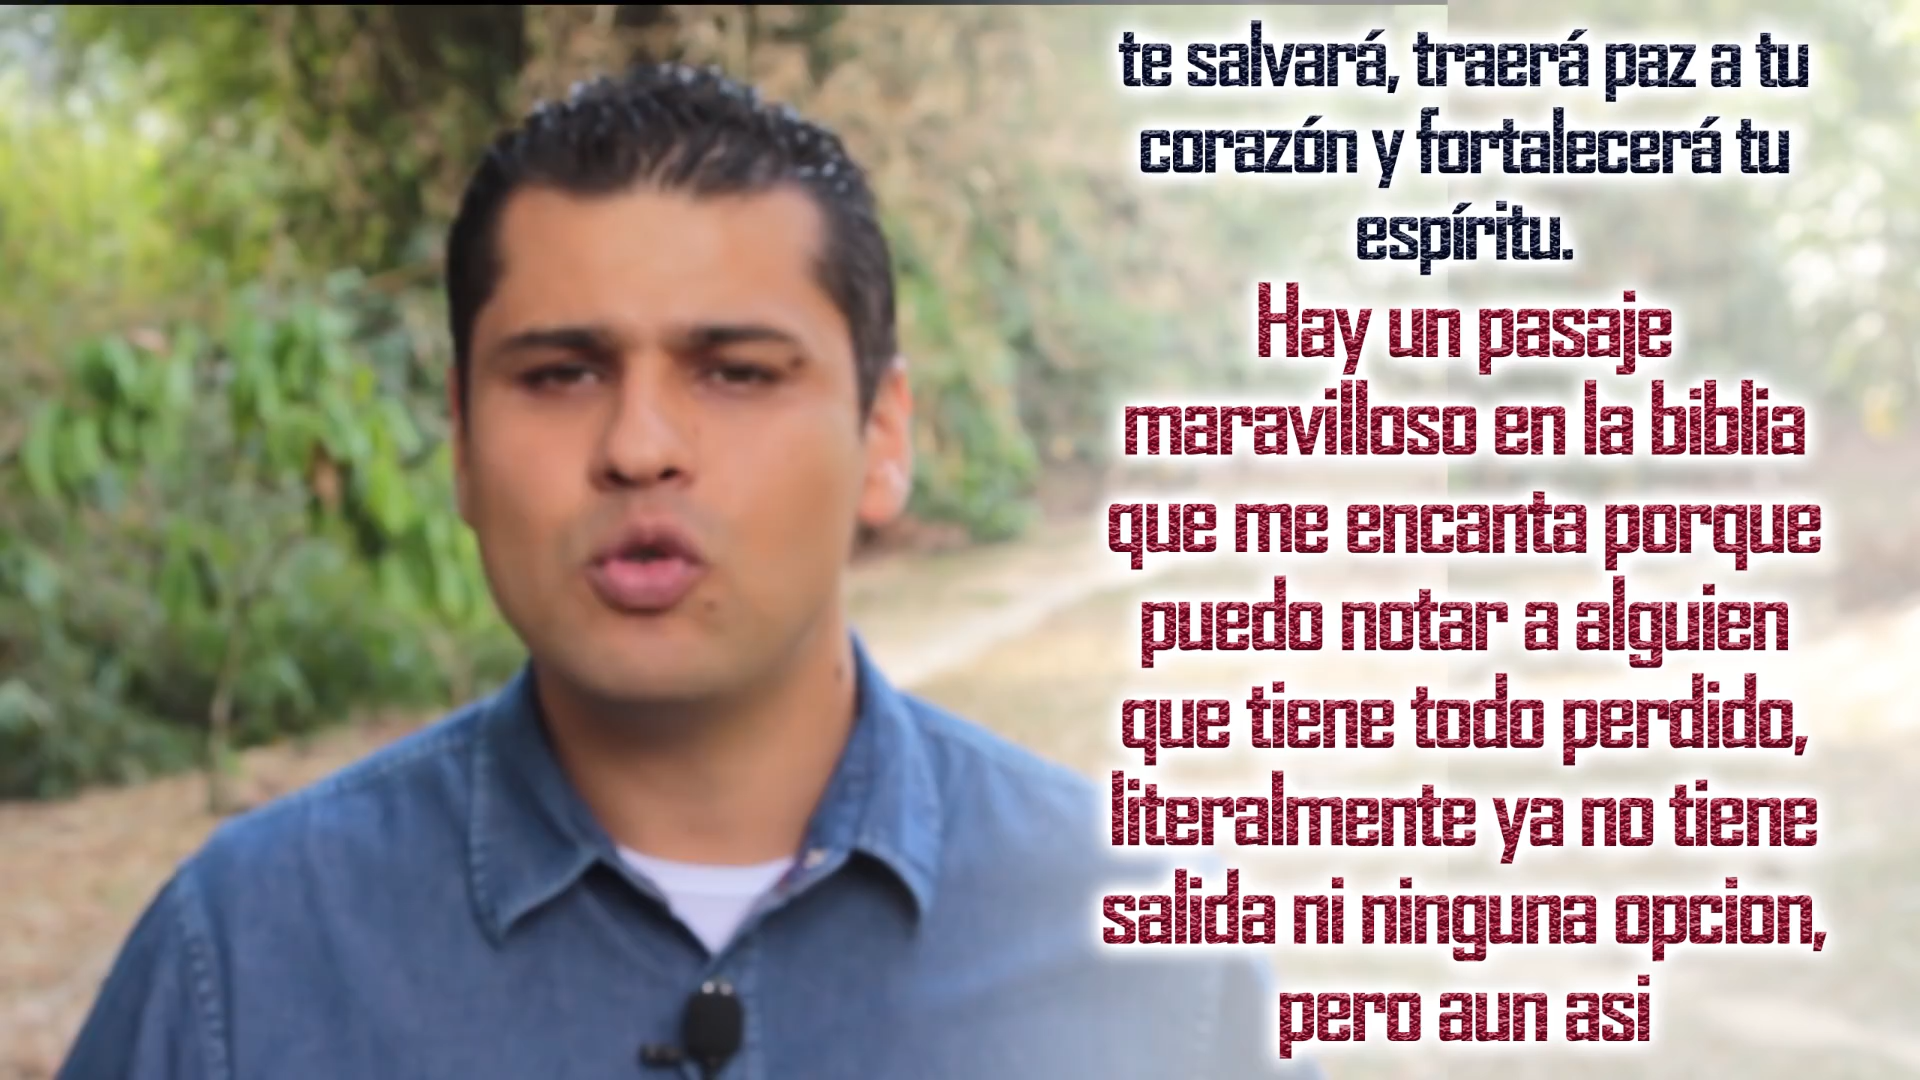 te salvará, traerá paz a tu
corazón y fortalecerá tu
espíritu.
Hay un pasaje
maravilloso en la biblia
que me encanta porque
puedo notar a alguien
que tiene todo perdido,
literalmente ya no tiene
salida ni ninguna opcion,
pero aun asi